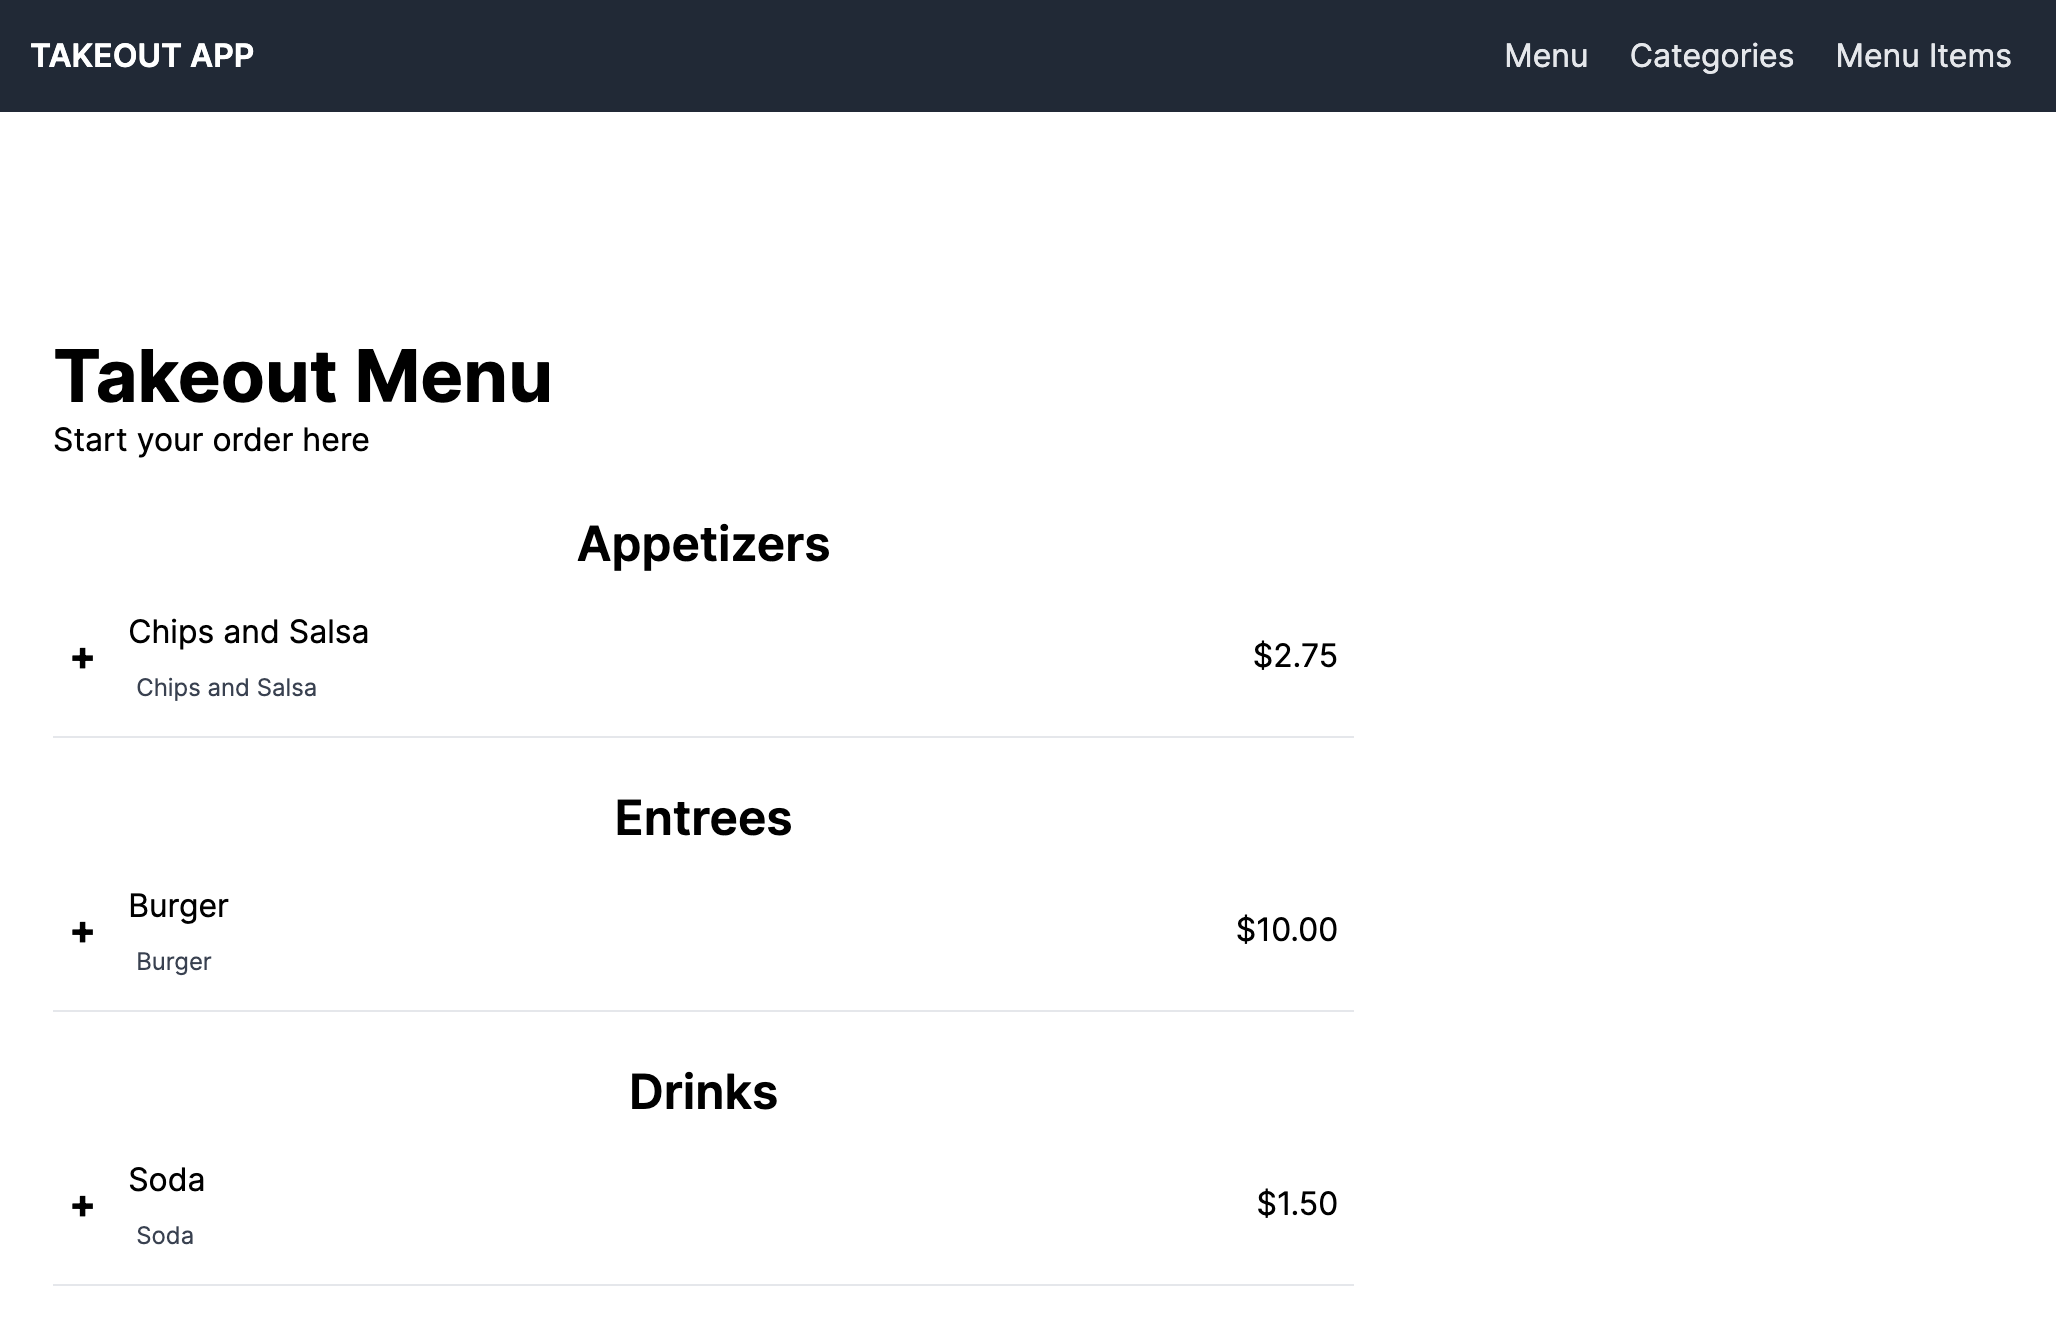 TAKEOUT APP
Menu
Categories
Menu Items
Takeout Menu
Start your order here
Appetizers
+
Chips and Salsa
Chips and Salsa
$2.75
Entrees
+
Burger
Burger
$10.00
Drinks
+
Soda
Soda
$1.50